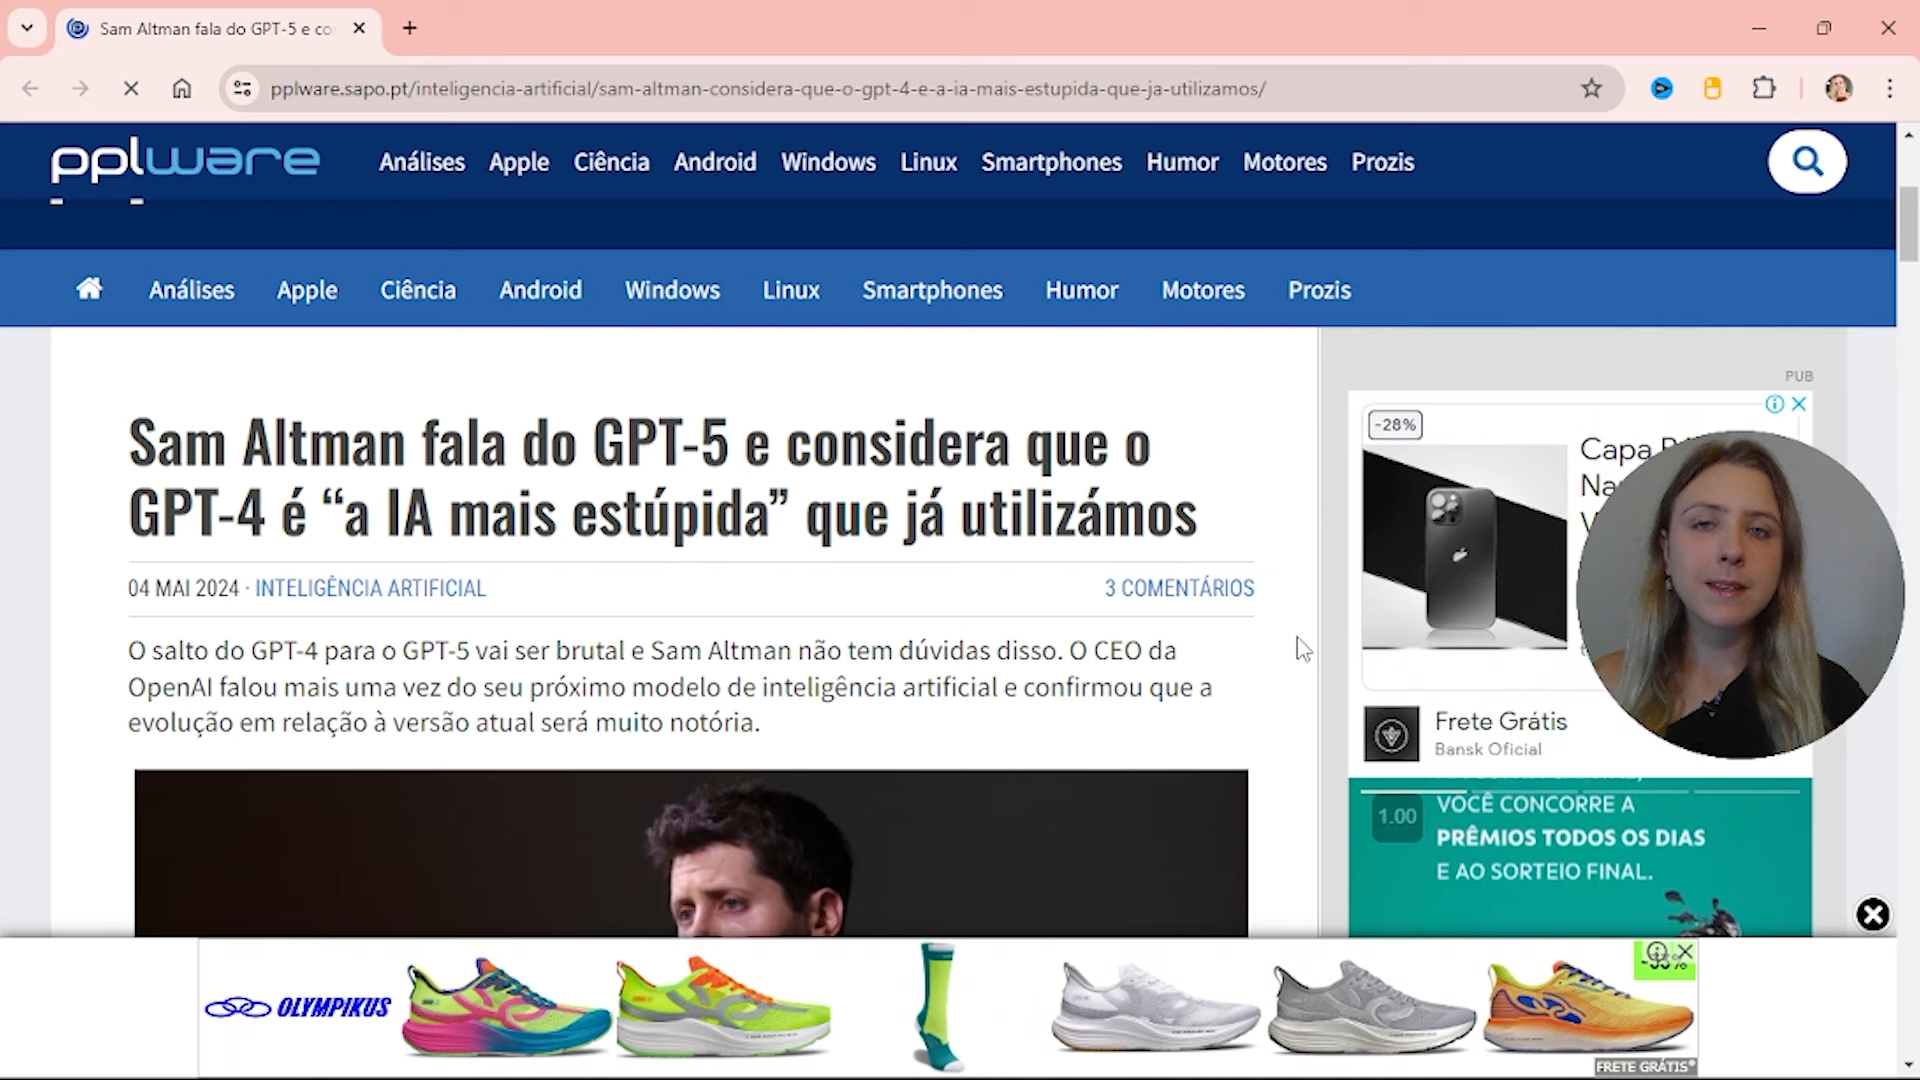 Sam Altman fala do GPT-5 e co
pplware.sapo.pt/inteligencia-artificial/sam-altman-considera-que-o-gpt-4-e-a-ia-mais-estupida-que-ja-utilizamos/
pplware
Análises Apple Ciência Android Windows Linux Smartphones Humor Motores Prozis
Análises Apple Ciência Android Windows Linux Smartphones Humor Motores Prozis
Sam Altman fala do GPT-5 e considera que o
GPT-4 é “a IA mais estúpida” que já utilizámos
04 MAI 2024 · INTELIGÊNCIA ARTIFICIAL
3 COMENTÁRIOS
O salto do GPT-4 para o GPT-5 vai ser brutal e Sam Altman não tem dúvidas disso. O CEO da
OpenAI falou mais uma vez do seu próximo modelo de inteligência artificial e confirmou que a
evolução em relação à versão atual será muito notória.
PUB
-28%
Capa
Frete Grátis
Bansk Oficial
1.00
VOCÊ CONCORRE A
PRÊMIOS TODOS OS DIAS
E AO SORTEIO FINAL.
OLYMPIKUS
FRETE GRÁTIS*